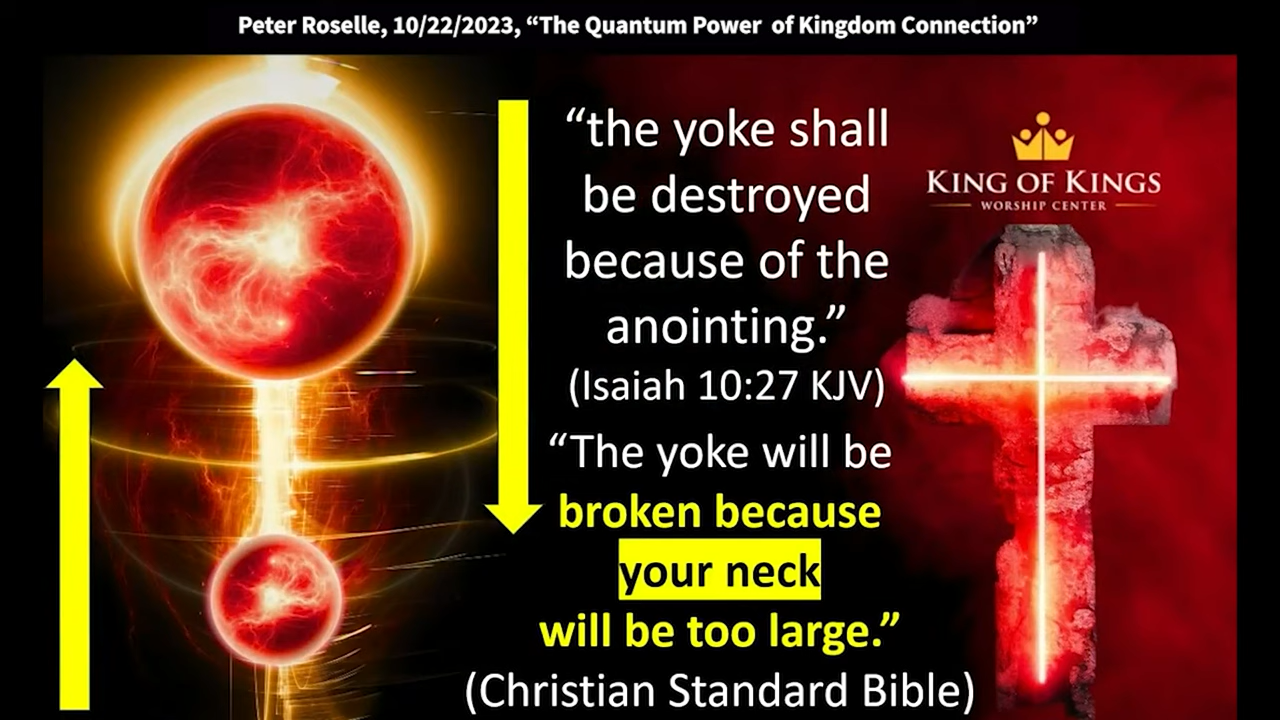 Peter Roselle, 10/22/2023, “The Quantum Power of Kingdom Connection”
“the yoke shall
be destroyed
because of the
anointing.”
(Isaiah 10:27 KJV)
“The yoke will be
broken because
your neck
will be too large.”
(Christian Standard Bible)
KING OF KINGS
WORSHIP CENTER